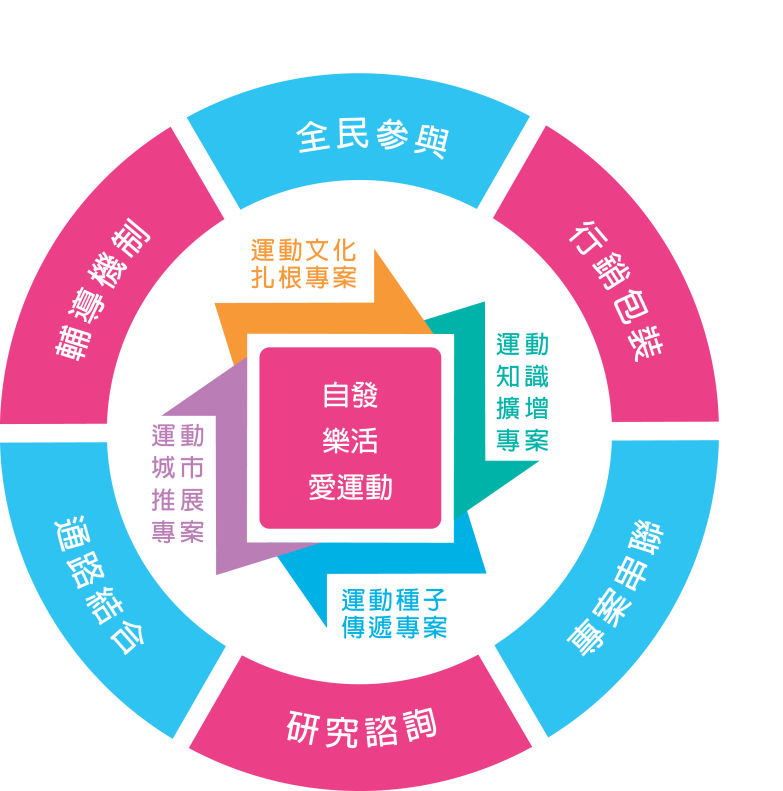 全民參與
行銷包裝
專案串聯
研究諮詢
通路結合
輔導機制
運動文化
扎根專案
運動
知識
擴增
專案
運動種子
傳遞專案
運動
城市
推展
專案
自發
樂活
愛運動